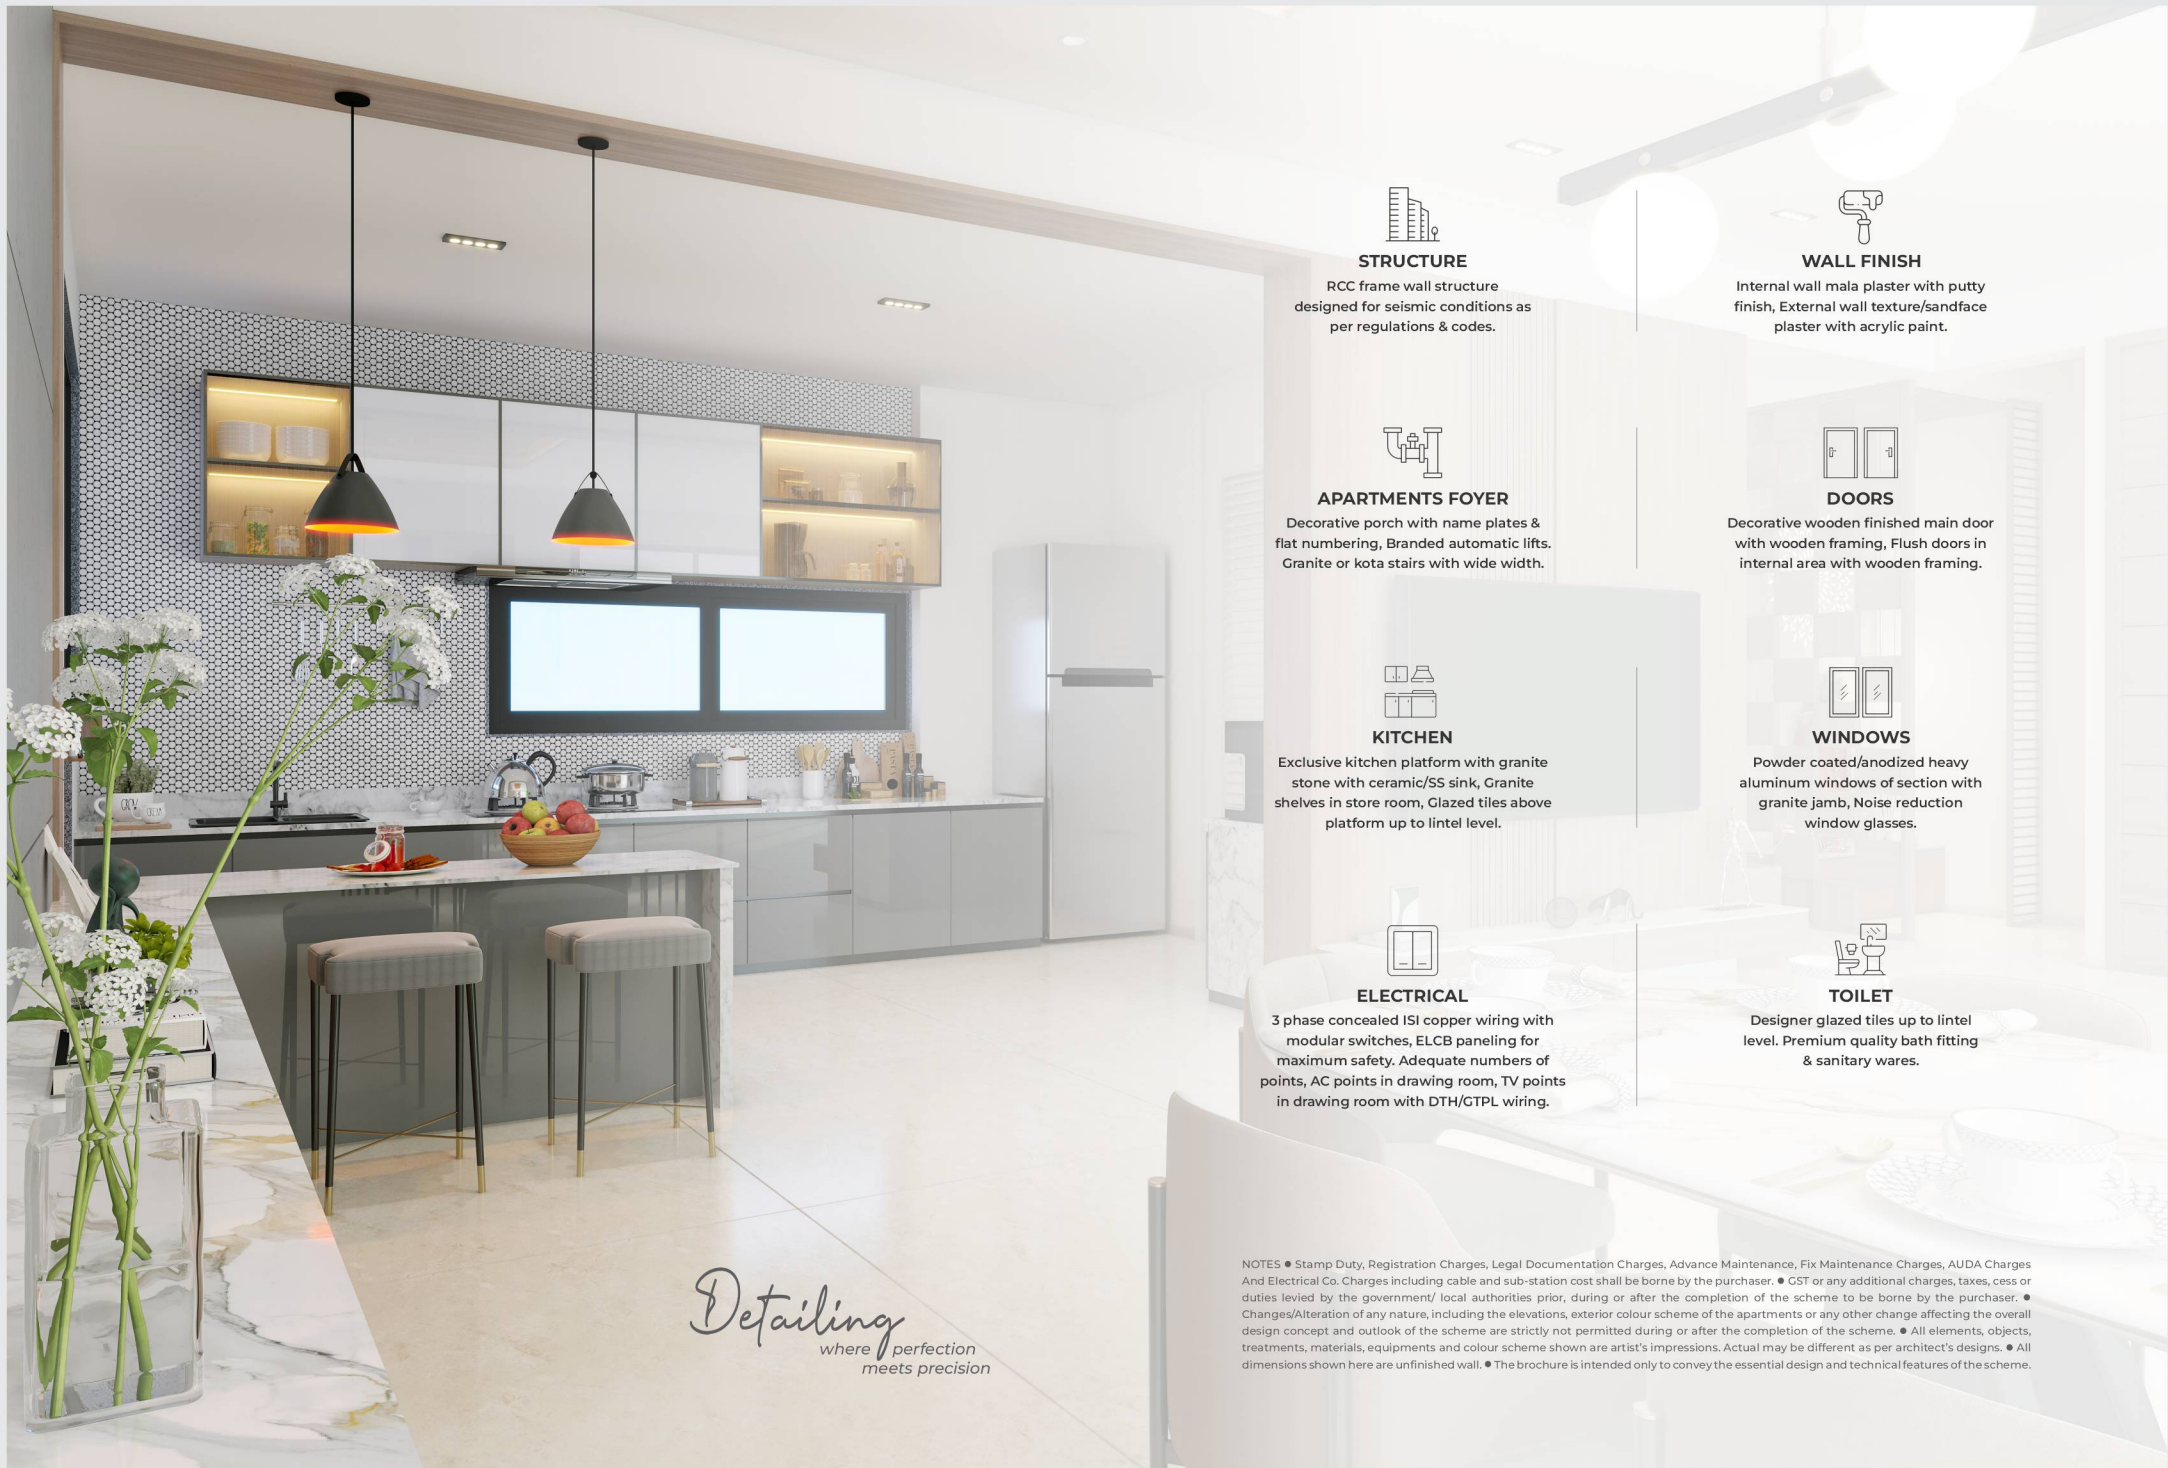 STRUCTURE
RCC frame wall structure
designed for seismic conditions as
per regulations & codes.
WALL FINISH
Internal wall mala plaster with putty
finish, External wall texture/sandface
plaster with acrylic paint.
APARTMENTS FOYER
Decorative porch with name plates &
flat numbering, Branded automatic lifts.
Granite or kota stairs with wide width.
DOORS
Decorative wooden finished main door
with wooden framing, Flush doors in
internal area with wooden framing.
KITCHEN
Exclusive kitchen platform with granite
stone with ceramic/SS sink, Granite
shelves in store room, Glazed tiles above
platform up to lintel level.
WINDOWS
Powder coated/anodized heavy
aluminum windows of section with
granite jamb, Noise reduction
window glasses.
ELECTRICAL
3 phase concealed ISI copper wiring with
modular switches, ELCB paneling for
maximum safety. Adequate numbers of
points, AC points in drawing room, TV points
in drawing room with DTH/GTPL wiring.
TOILET
Designer glazed tiles up to lintel
level. Premium quality bath fitting
& sanitary wares.
Detailing
where perfection
meets precision
NOTES ● Stamp Duty, Registration Charges, Legal Documentation Charges, Advance Maintenance, Fix Maintenance Charges, AUDA Charges
And Electrical Co. Charges including cable and sub-station cost shall be borne by the purchaser. ● GST or any additional charges, taxes, cess or
duties levied by the government/ local authorities prior, during or after the completion of the scheme to be borne by the purchaser. ●
Changes/Alteration of any nature, including the elevations, exterior colour scheme of the apartments or any other change affecting the overall
design concept and outlook of the scheme are strictly not permitted during or after the completion of the scheme. ● All elements, objects,
treatments, materials, equipments and colour scheme shown are artist's impressions. Actual may be different as per architect's designs. ● All
dimensions shown here are unfinished wall. ● The brochure is intended only to convey the essential design and technical features of the scheme.